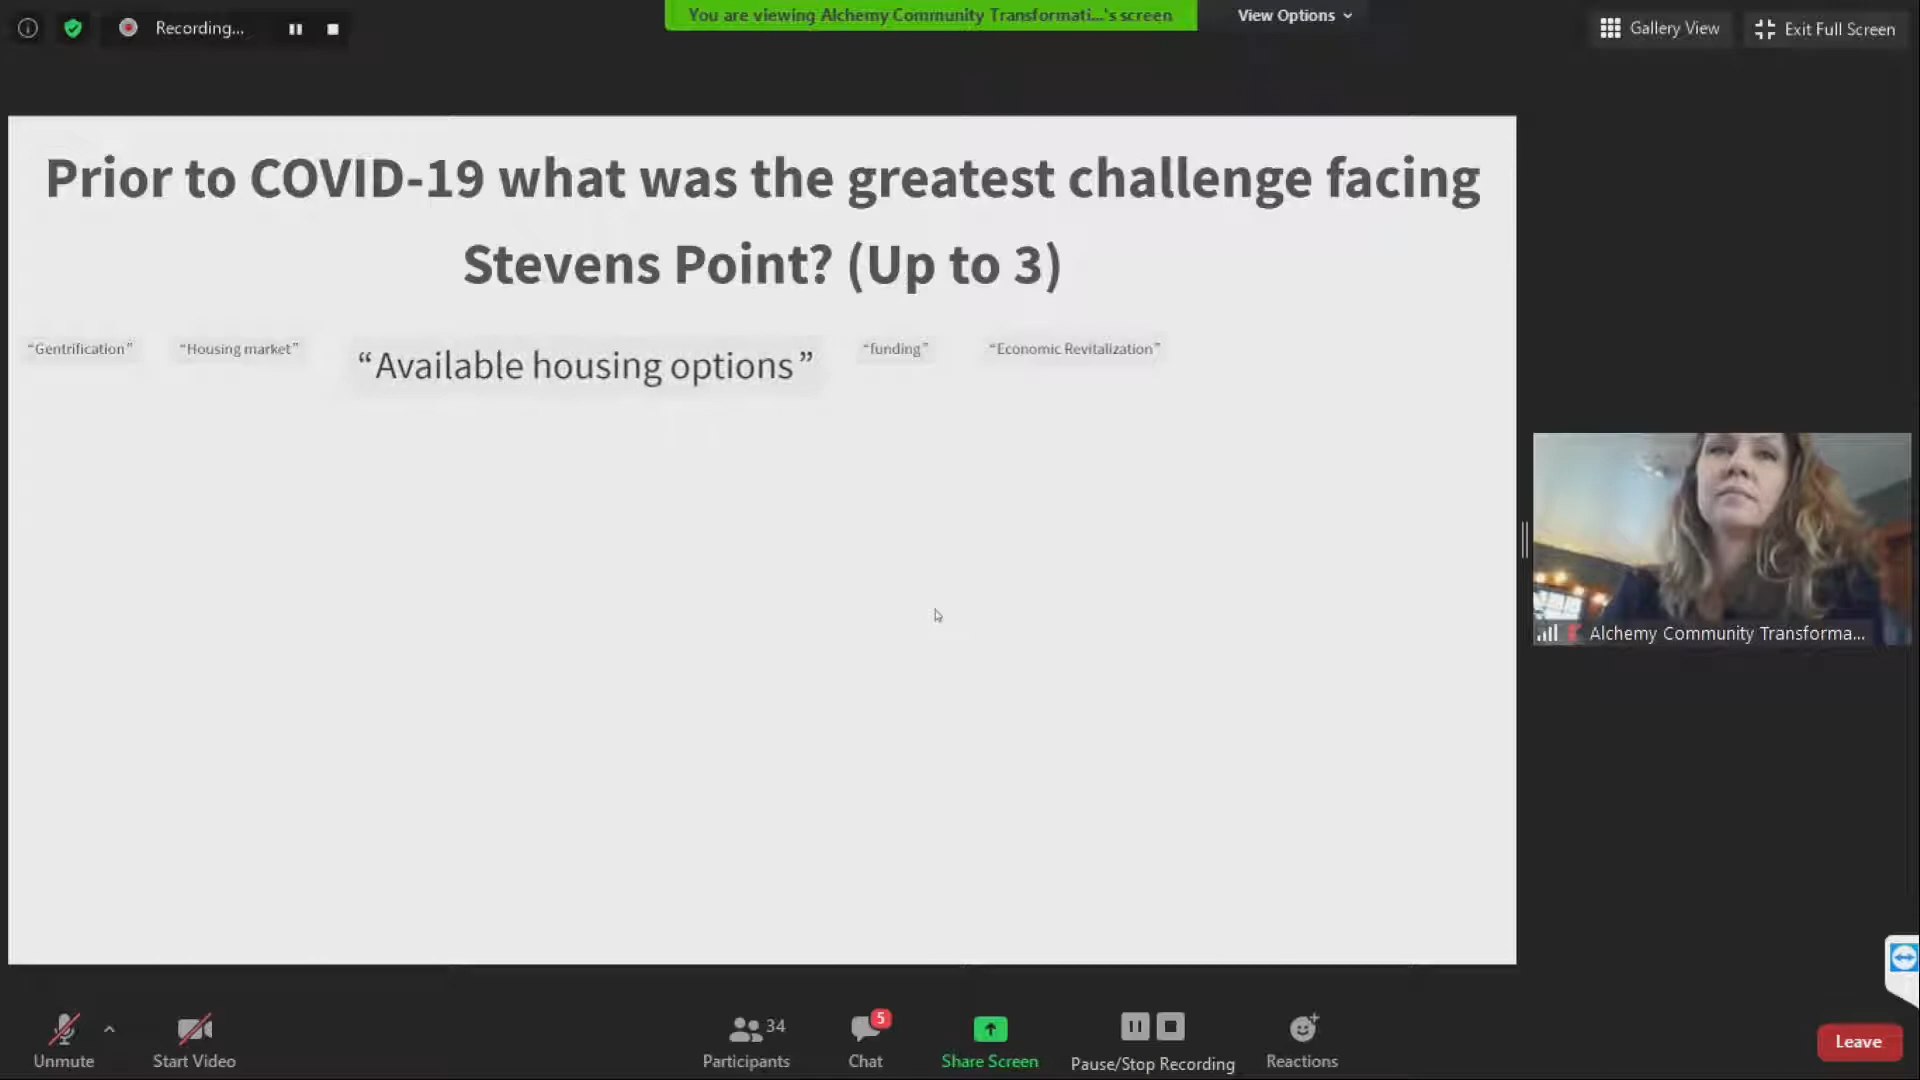 Recording...
You are viewing Alchemy Community Transformati...'s screen
View Options
Gallery View
Exit Full Screen
Prior to COVID-19 what was the greatest challenge facing
Stevens Point? (Up to 3)
“Gentrification”
“Housing market”
“Available housing options”
“funding”
“Economic Revitalization”
Alchemy Community Transforma...
Unmute
Start Video
34
Participants
5
Chat
Share Screen
Pause/Stop Recording
Reactions
Leave